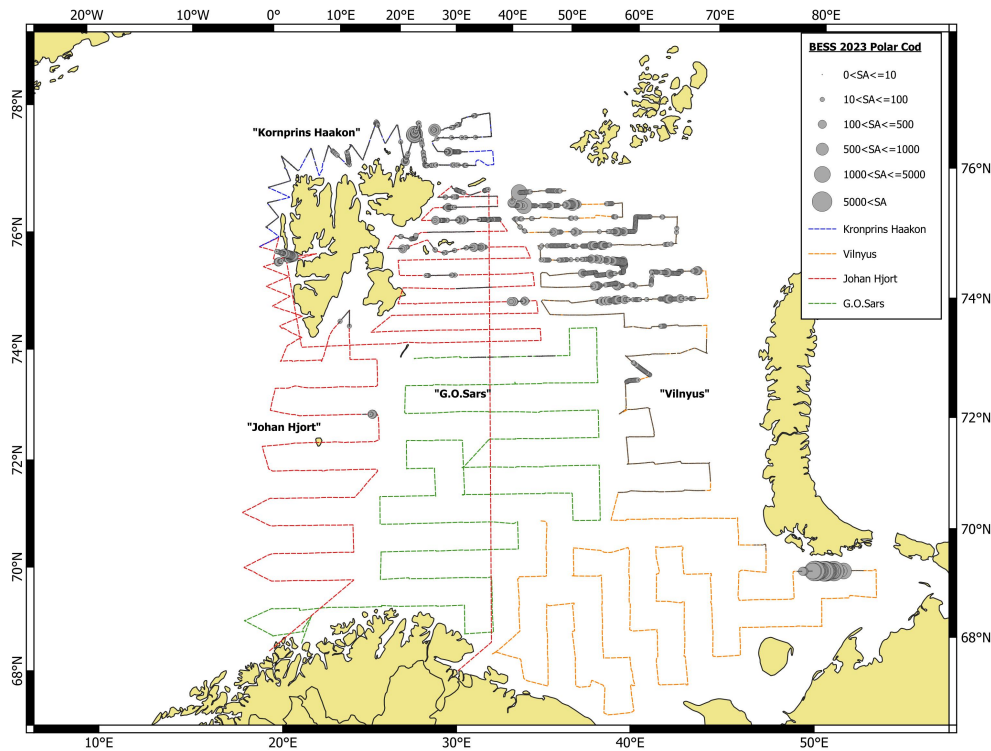 20°W 10°W 0° 10°E 20°E 30°E 40°E 50°E 60°E 70°E 80°E
BESS 2023 Polar Cod
0<SA<=10
10<SA<=100
100<SA<=500
500<SA<=1000
1000<SA<=5000
5000<SA
Kronprins Haakon
Vilnyus
Johan Hjort
G.O.Sars
"Kornprins Haakon"
"G.O.Sars"
"Vilnyus"
"Johan Hjort"
78°N
76°N
74°N
72°N
70°N
68°N
76°N
74°N
72°N
70°N
68°N
10°E 20°E 30°E 40°E 50°E